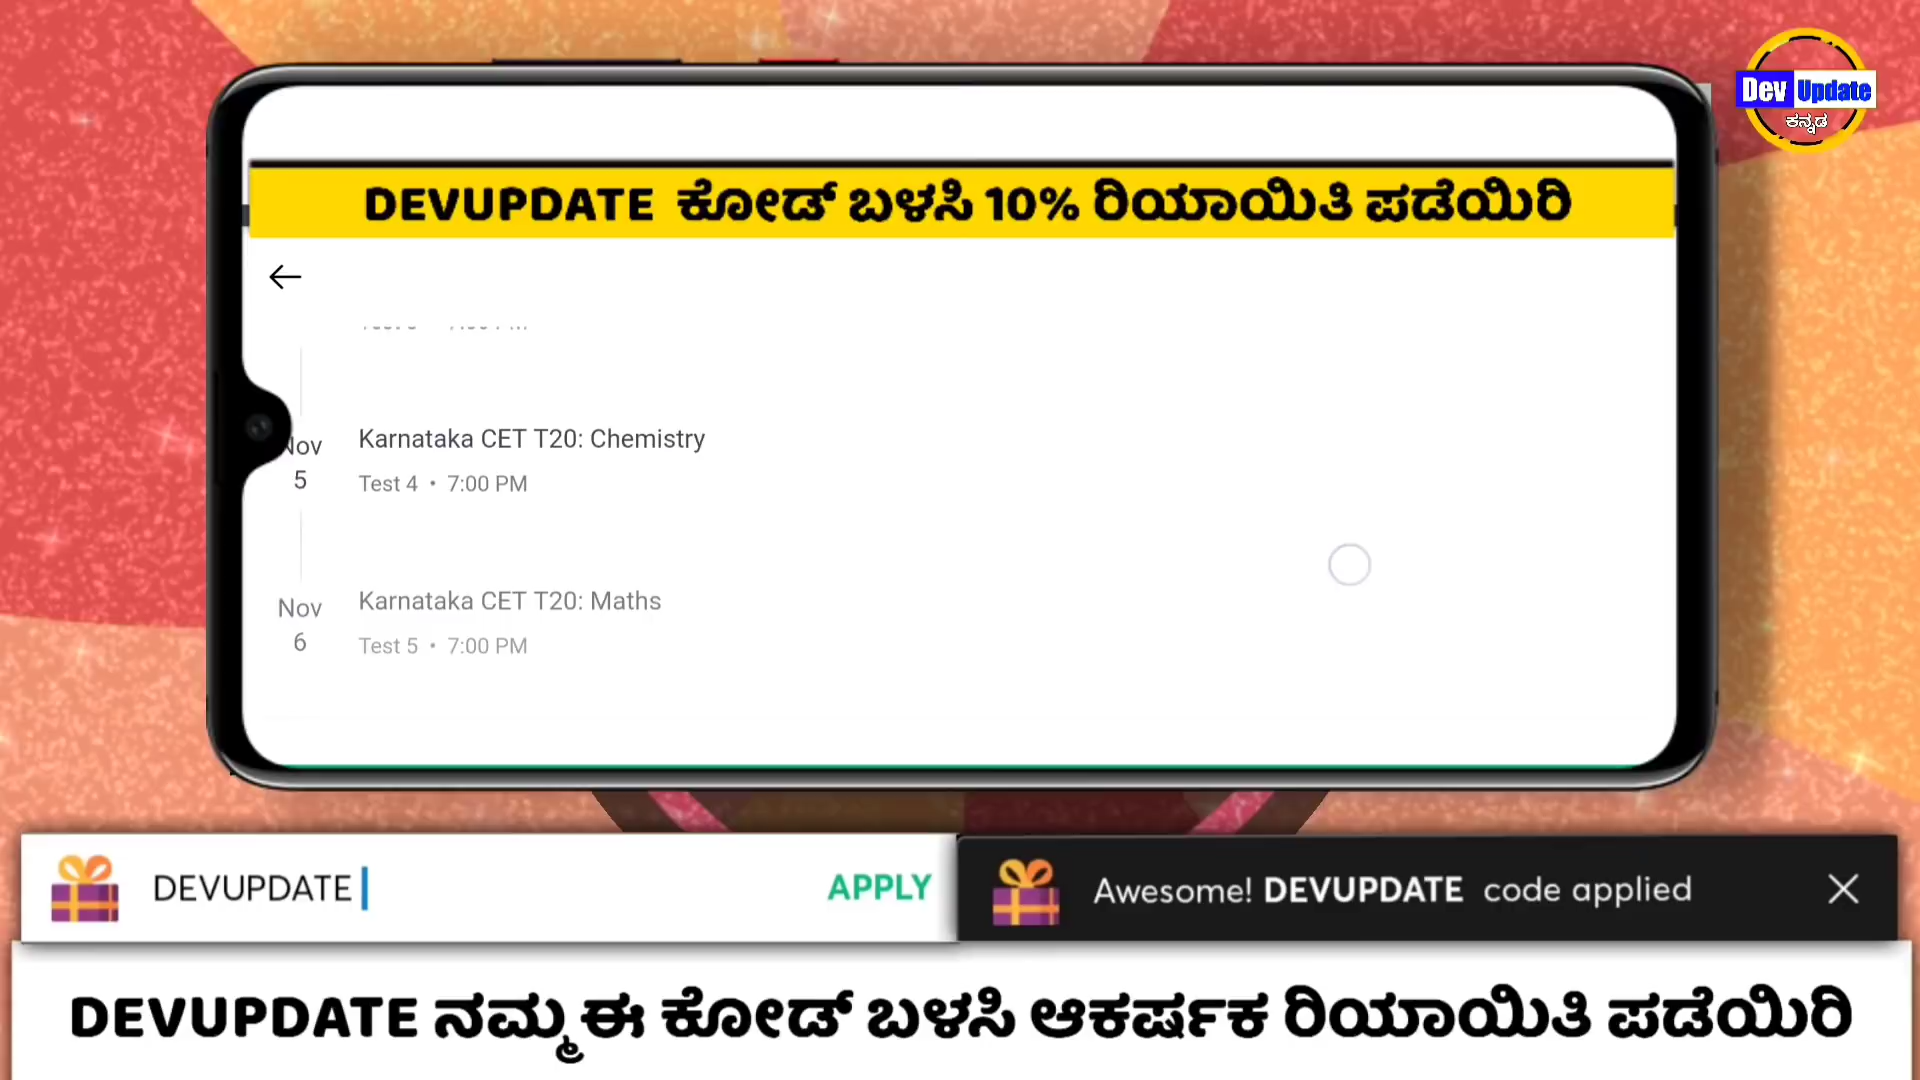 Dev Update
ಕನ್ನಡ
DEVUPDATE ಕೋಡ್ ಬಳಸಿ 10% ರಿಯಾಯಿತಿ ಪಡೆಯಿರಿ
Nov
5
Karnataka CET T20: Chemistry
Test 4 • 7:00 PM
Nov
6
Karnataka CET T20: Maths
Test 5 • 7:00 PM
DEVUPDATE
APPLY
Awesome! DEVUPDATE code applied
DEVUPDATE ನಮ್ಮ ಈ ಕೋಡ್ ಬಳಸಿ ಆಕರ್ಷಕ ರಿಯಾಯಿತಿ ಪಡೆಯಿರಿ